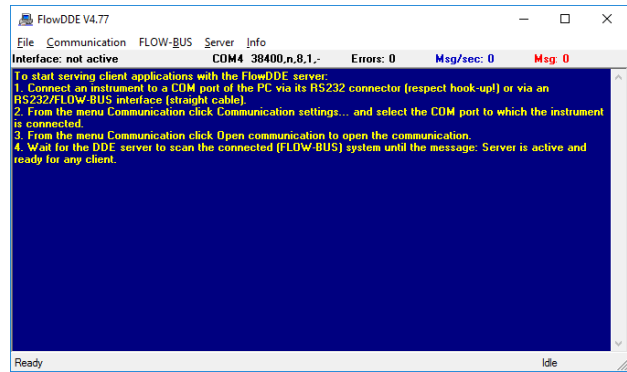 FlowDDE V4.77
File Communication FLOW-BUS Server Info
Interface: not active COM4 38400,n,8,1,- Errors: 0 Msg/sec: 0 Msg: 0
To start serving client applications with the FlowDDE server:
1. Connect an instrument to a COM port of the PC via its RS232 connector (respect hook-up!) or via an
RS232/FLOW-BUS interface (straight cable).
2. From the menu Communication click Communication settings... and select the COM port to which the instrument
is connected.
3. From the menu Communication click Open communication to open the communication.
4. Wait for the DDE server to scan the connected (FLOW-BUS) system until the message: Server is active and
ready for any client.
Ready Idle